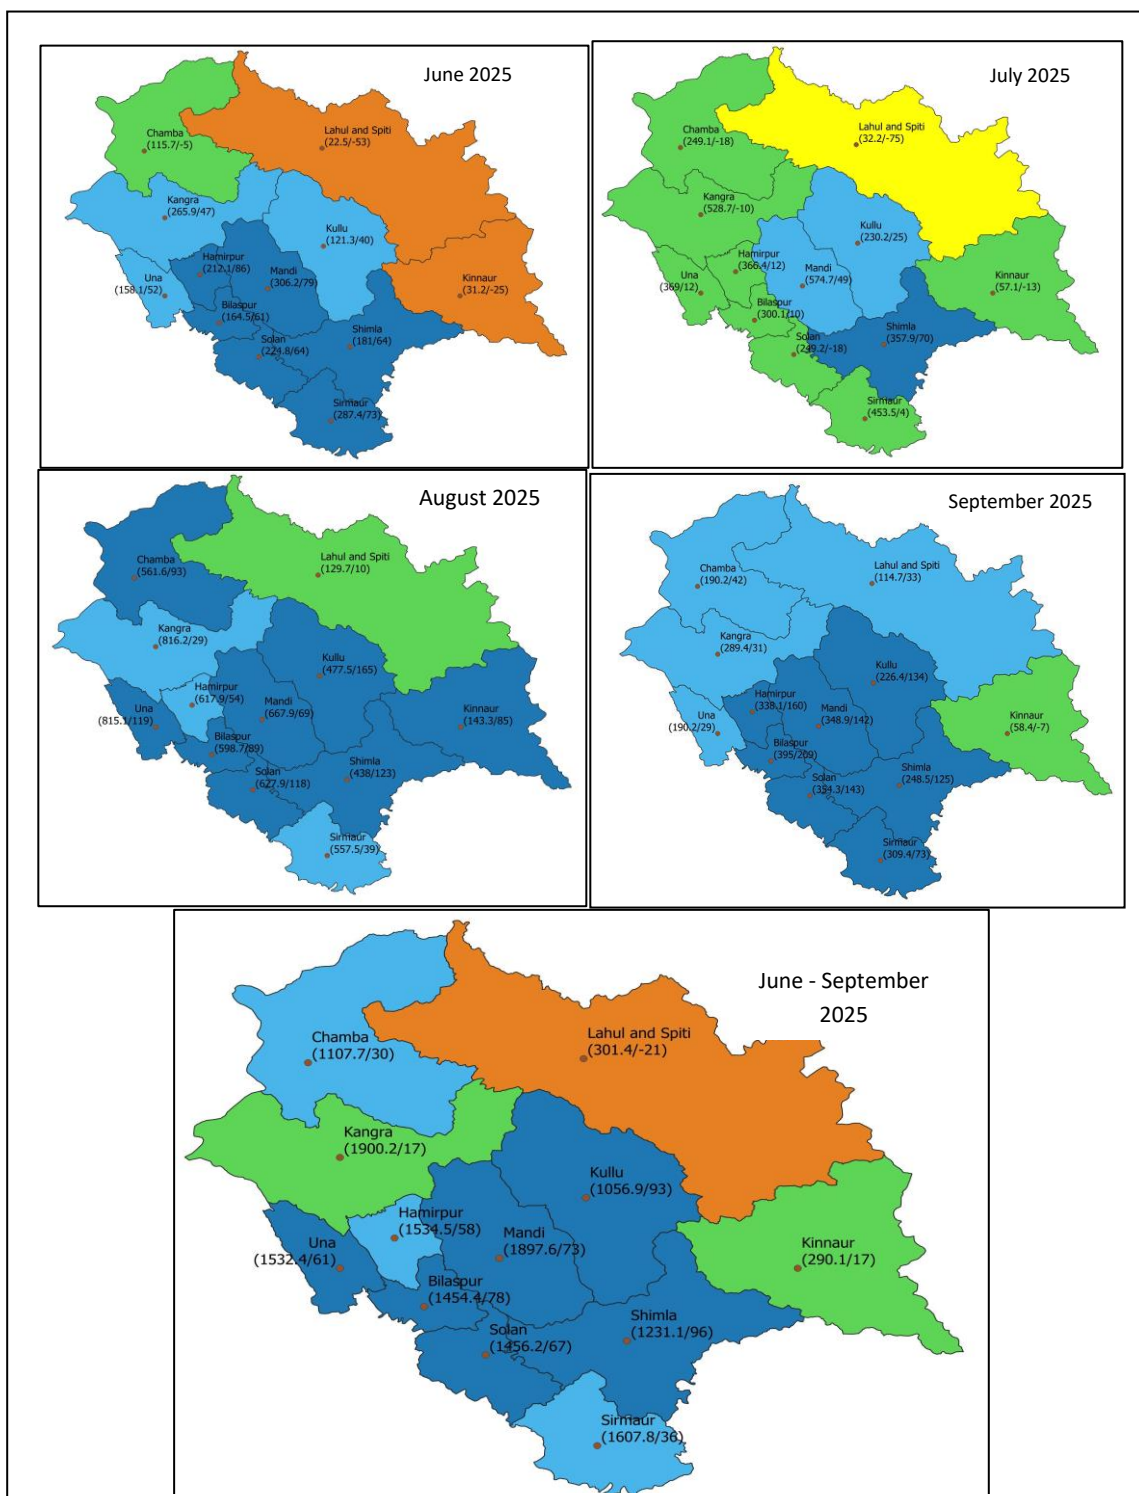 June 2025
Chamba
(115.7/-5)
Lahul and Spiti
(22.5/-53)
Kangra
(265.9/47)
Kullu
(121.3/40)
Hamirpur
(212.1/86)
Mandi
(306.2/79)
Una
(158.1/52)
Kinnaur
(31.2/-25)
Bilaspur
(164.5/61)
Solan
(224.8/64)
Shimla
(181/64)
Sirmaur
(287.4/73)
July 2025
Chamba
(249.1/-18)
Lahul and Spiti
(32.2/-75)
Kangra
(528.7/-10)
Kullu
(230.2/25)
Hamirpur
(366.4/12)
Mandi
(574.7/49)
Una
(369/12)
Kinnaur
(57.1/-13)
Bilaspur
(300.1/10)
Solan
(249.2/-18)
Shimla
(357.9/70)
Sirmaur
(453.5/4)
August 2025
Chamba
(561.6/93)
Lahul and Spiti
(129.7/10)
Kangra
(816.2/29)
Kullu
(477.5/165)
Hamirpur
(617.9/54)
Una
(815.1/119)
Mandi
(667.9/69)
Kinnaur
(143.3/85)
Bilaspur
(598.7/89)
Solan
(627.9/118)
Shimla
(438/123)
Sirmaur
(557.5/39)
September 2025
Chamba
(190.2/42)
Lahul and Spiti
(114.7/33)
Kangra
(289.4/31)
Kullu
(226.4/134)
Hamirpur
(338.1/160)
Una
(190.2/29)
Mandi
(348.9/142)
Kinnaur
(58.4/-7)
Bilaspur
(395/209)
Solan
(354.3/143)
Shimla
(248.5/125)
Sirmaur
(309.4/73)
June - September
2025
Chamba
(1107.7/30)
Lahul and Spiti
(301.4/-21)
Kangra
(1900.2/17)
Kullu
(1056.9/93)
Hamirpur
(1534.5/58)
Una
(1532.4/61)
Mandi
(1897.6/73)
Kinnaur
(290.1/17)
Bilaspur
(1454.4/78)
Solan
(1456.2/67)
Shimla
(1231.1/96)
Sirmaur
(1607.8/36)